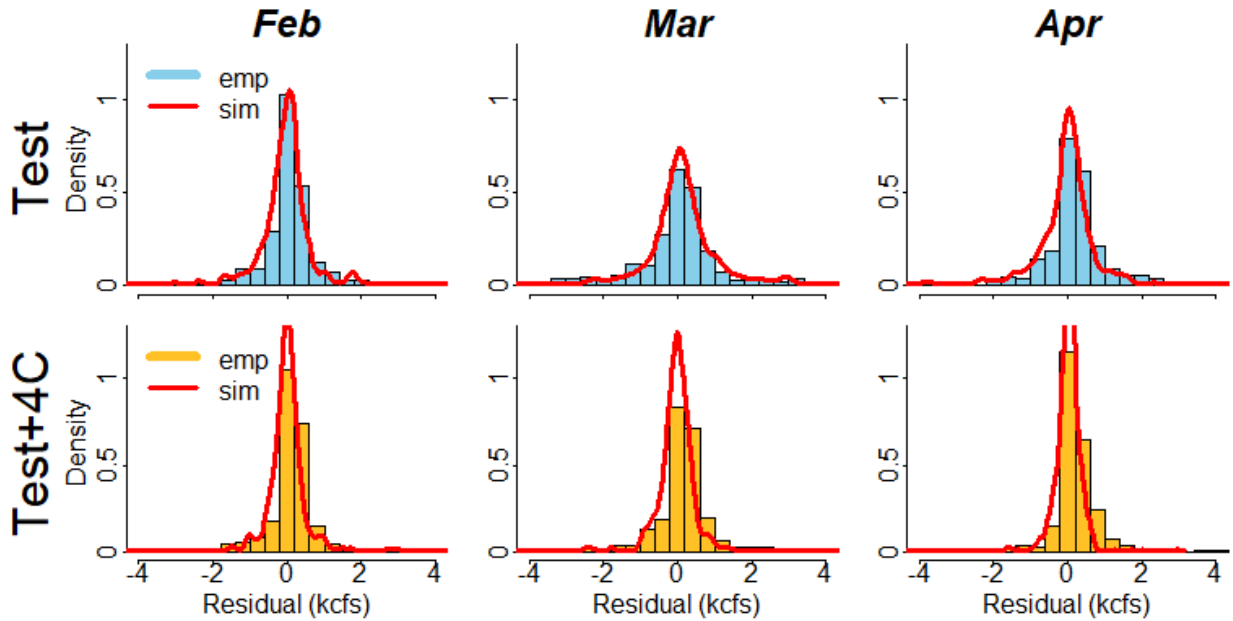 Feb Mar Apr
Test
Density
0 0.5 1
emp
sim
0 0.5 1
0 0.5 1
Test+4C
Density
0 0.5 1
emp
sim
0 0.5 1
0 0.5 1
-4 -2 0 2 4
-4 -2 0 2 4
-4 -2 0 2 4
Residual (kcfs) Residual (kcfs) Residual (kcfs)